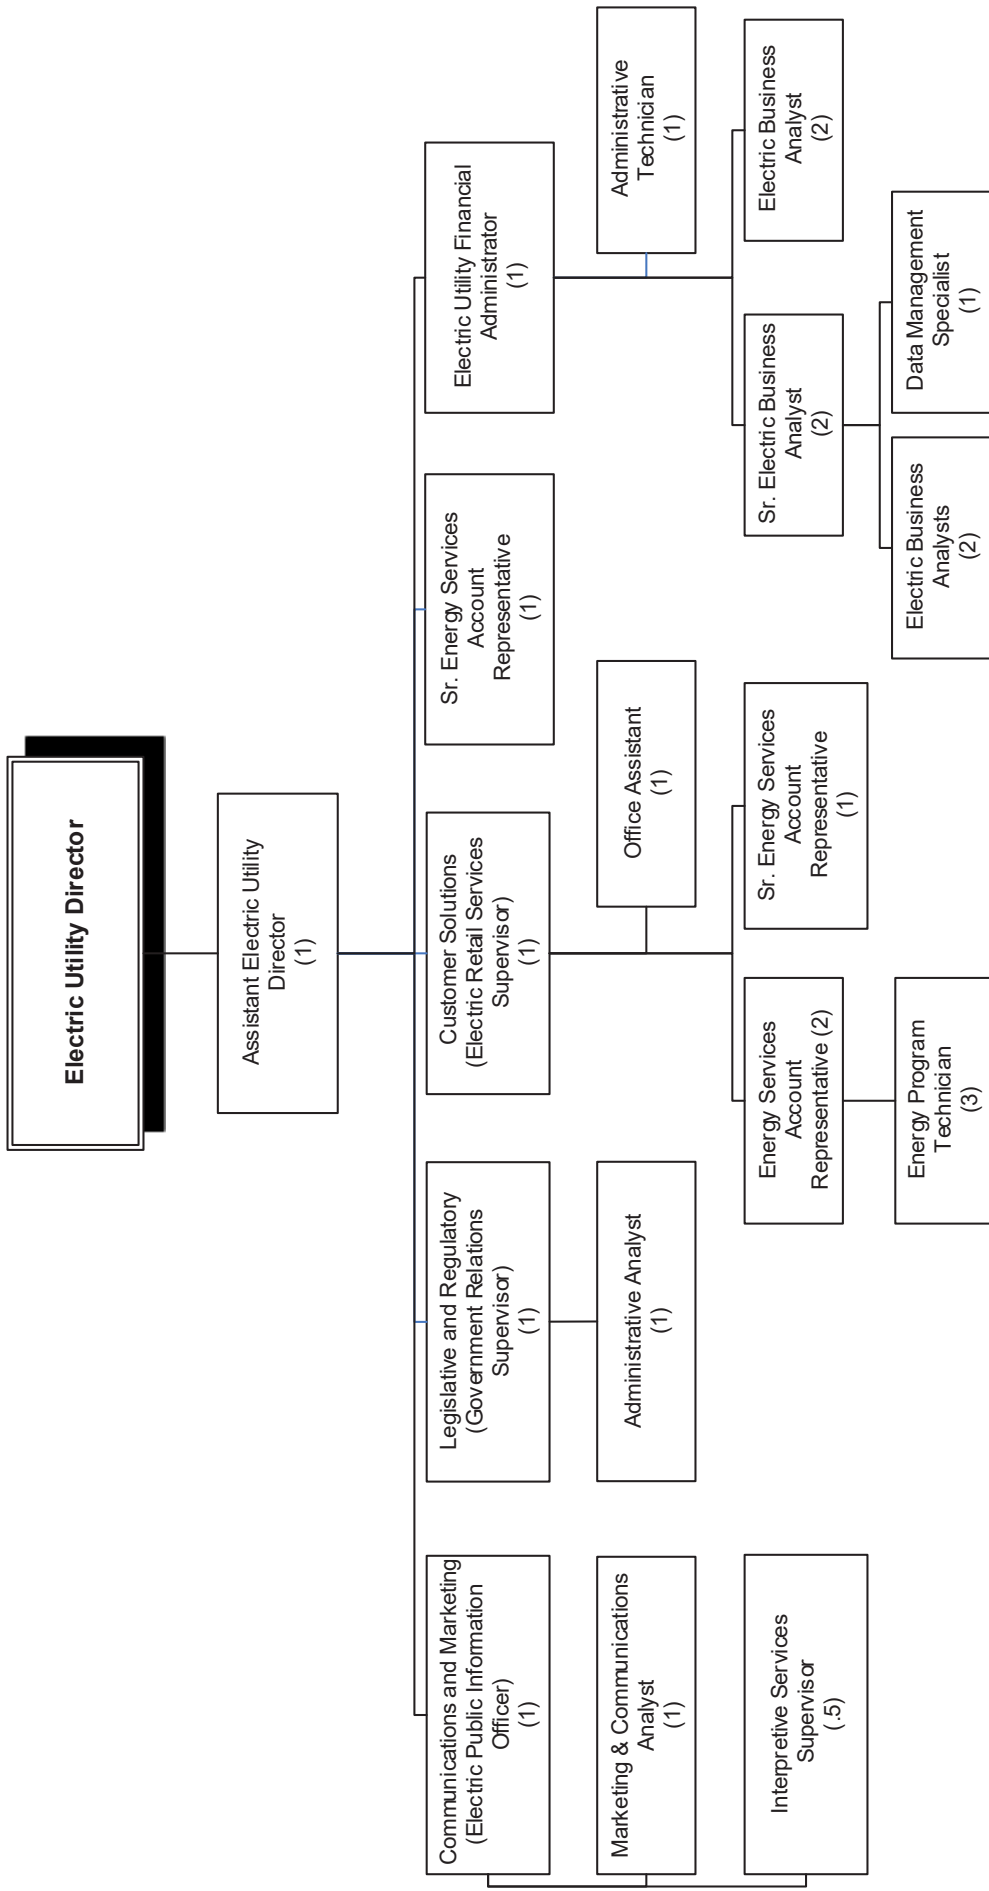 Electric Utility Director
Assistant Electric Utility
Director
(1)
Communications and Marketing
(Electric Public Information
Officer)
(1)
Legislative and Regulatory
(Government Relations
Supervisor)
(1)
Customer Solutions
(Electric Retail Services
Supervisor)
(1)
Sr. Energy Services
Account
Representative
(1)
Electric Utility Financial
Administrator
(1)
Marketing & Communications
Analyst
(1)
Administrative Analyst
(1)
Office Assistant
(1)
Administrative
Technician
(1)
Interpretive Services
Supervisor
(.5)
Energy Services
Account
Representative (2)
Sr. Energy Services
Account
Representative
(1)
Sr. Electric Business
Analyst
(2)
Electric Business
Analyst
(2)
Energy Program
Technician
(3)
Electric Business
Analysts
(2)
Data Management
Specialist
(1)